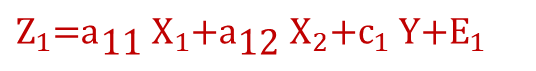 Z₁=a₁₁ X₁+a₁₂ X₂+c₁ Y+E₁